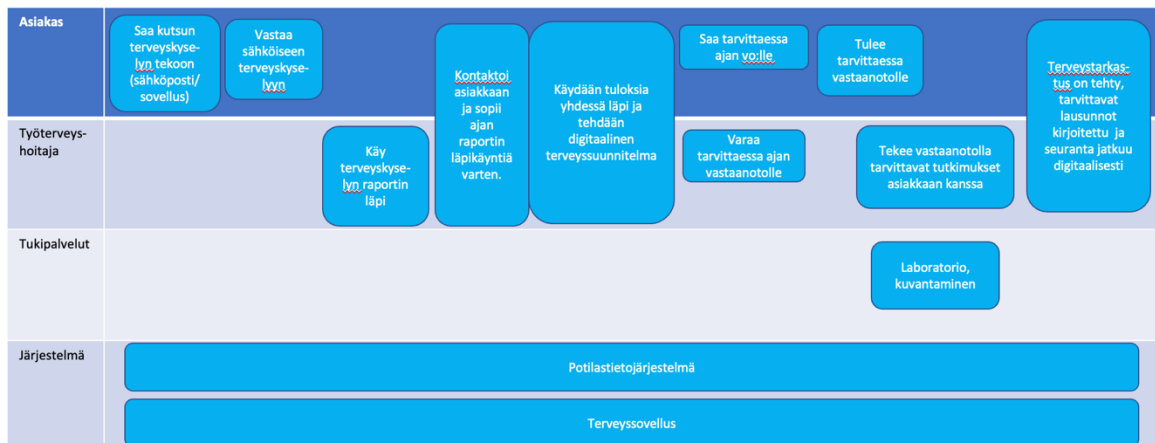 Asiakas
Saa kutsun
terveyskyse-
lyn tekoon
(sähköposti/
sovellus)
Vastaa
sähköiseen
terveyskyse-
lyyn
Kontaktoi
asiakkaan
ja sopii
ajan
raportin
läpikäyntiä
varten.
Käydään tuloksia
yhdessä läpi ja
tehdään
digitaalinen
terveyssuunnitelma
Saa tarvittaessa
ajan vo:lle
Tulee
tarvittaessa
vastaanotolle
Terveystarkas-
tus on tehty,
tarvittavat
lausunnot
kirjoitettu ja
seuranta jatkuu
digitaalisesti
Työterveys-
hoitaja
Käy
terveyskyse-
lyn raportin
läpi
Varaa
tarvittaessa ajan
vastaanotolle
Tekee vastaanotolla
tarvittavat tutkimukset
asiakkaan kanssa
Tukipalvelut
Laboratorio,
kuvantaminen
Järjestelmä
Potilastietojärjestelmä
Terveyssovellus